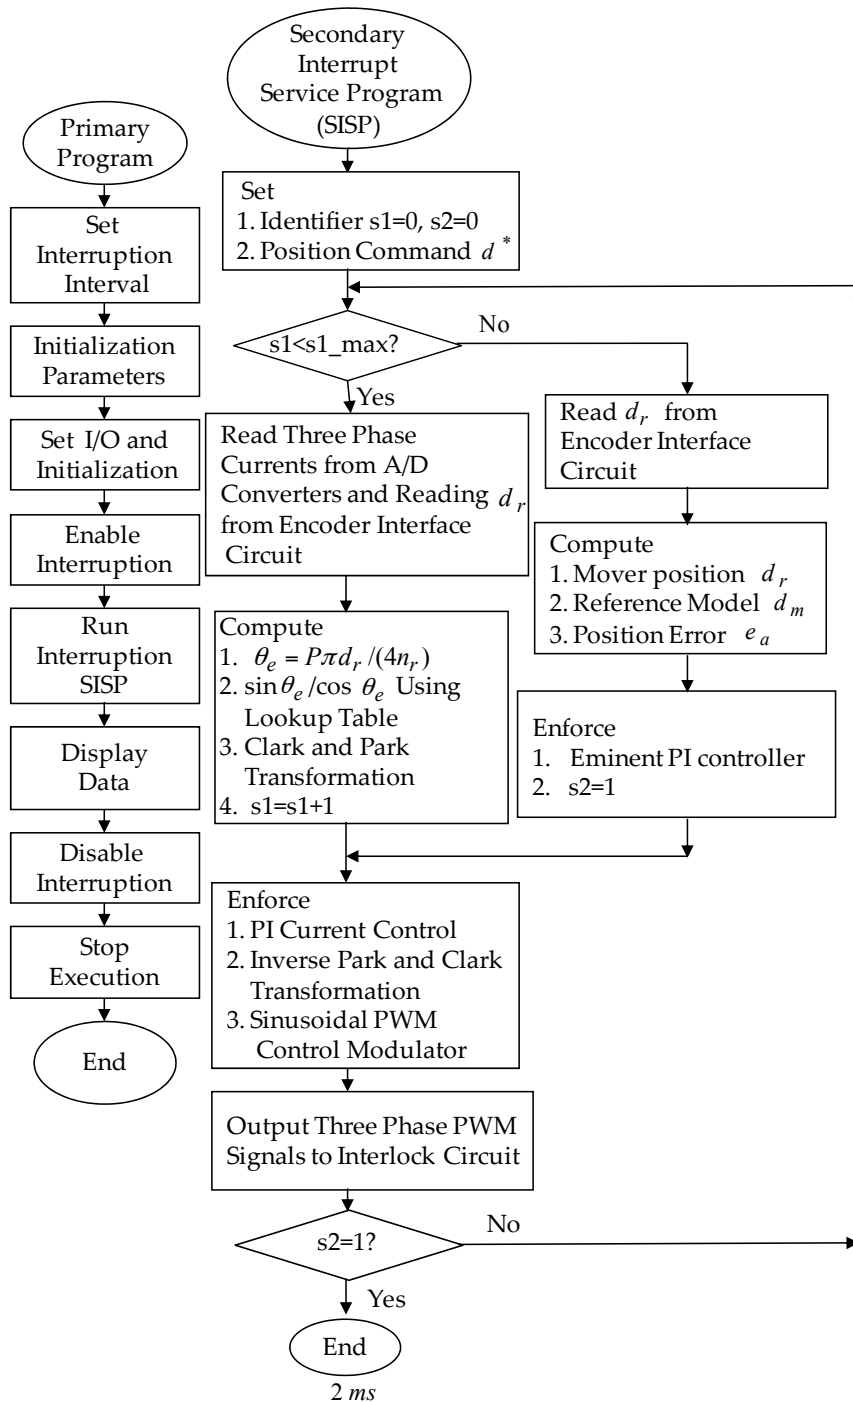 Primary
Program
Set
Interruption
Interval
Initialization
Parameters
Set I/O and
Initialization
Enable
Interruption
Run
Interruption
SISP
Display
Data
Disable
Interruption
Stop
Execution
End
Secondary
Interrupt
Service Program
(SISP)
Set
1. Identifier s1=0, s2=0
2. Position Command d *
s1<s1_max?
No
Yes
Read Three Phase
Currents from A/D
Converters and Reading d_r
from Encoder Interface
Circuit
Compute
1. θ_e = Pπd_r /(4n_r)
2. sin θ_e /cos θ_e Using
Lookup Table
3. Clark and Park
Transformation
4. s1=s1+1
Read d_r from
Encoder Interface
Circuit
Compute
1. Mover position d_r
2. Reference Model d_m
3. Position Error e_a
Enforce
1. Eminent PI controller
2. s2=1
Enforce
1. PI Current Control
2. Inverse Park and Clark
Transformation
3. Sinusoidal PWM
Control Modulator
Output Three Phase PWM
Signals to Interlock Circuit
s2=1?
No
Yes
End
2 ms